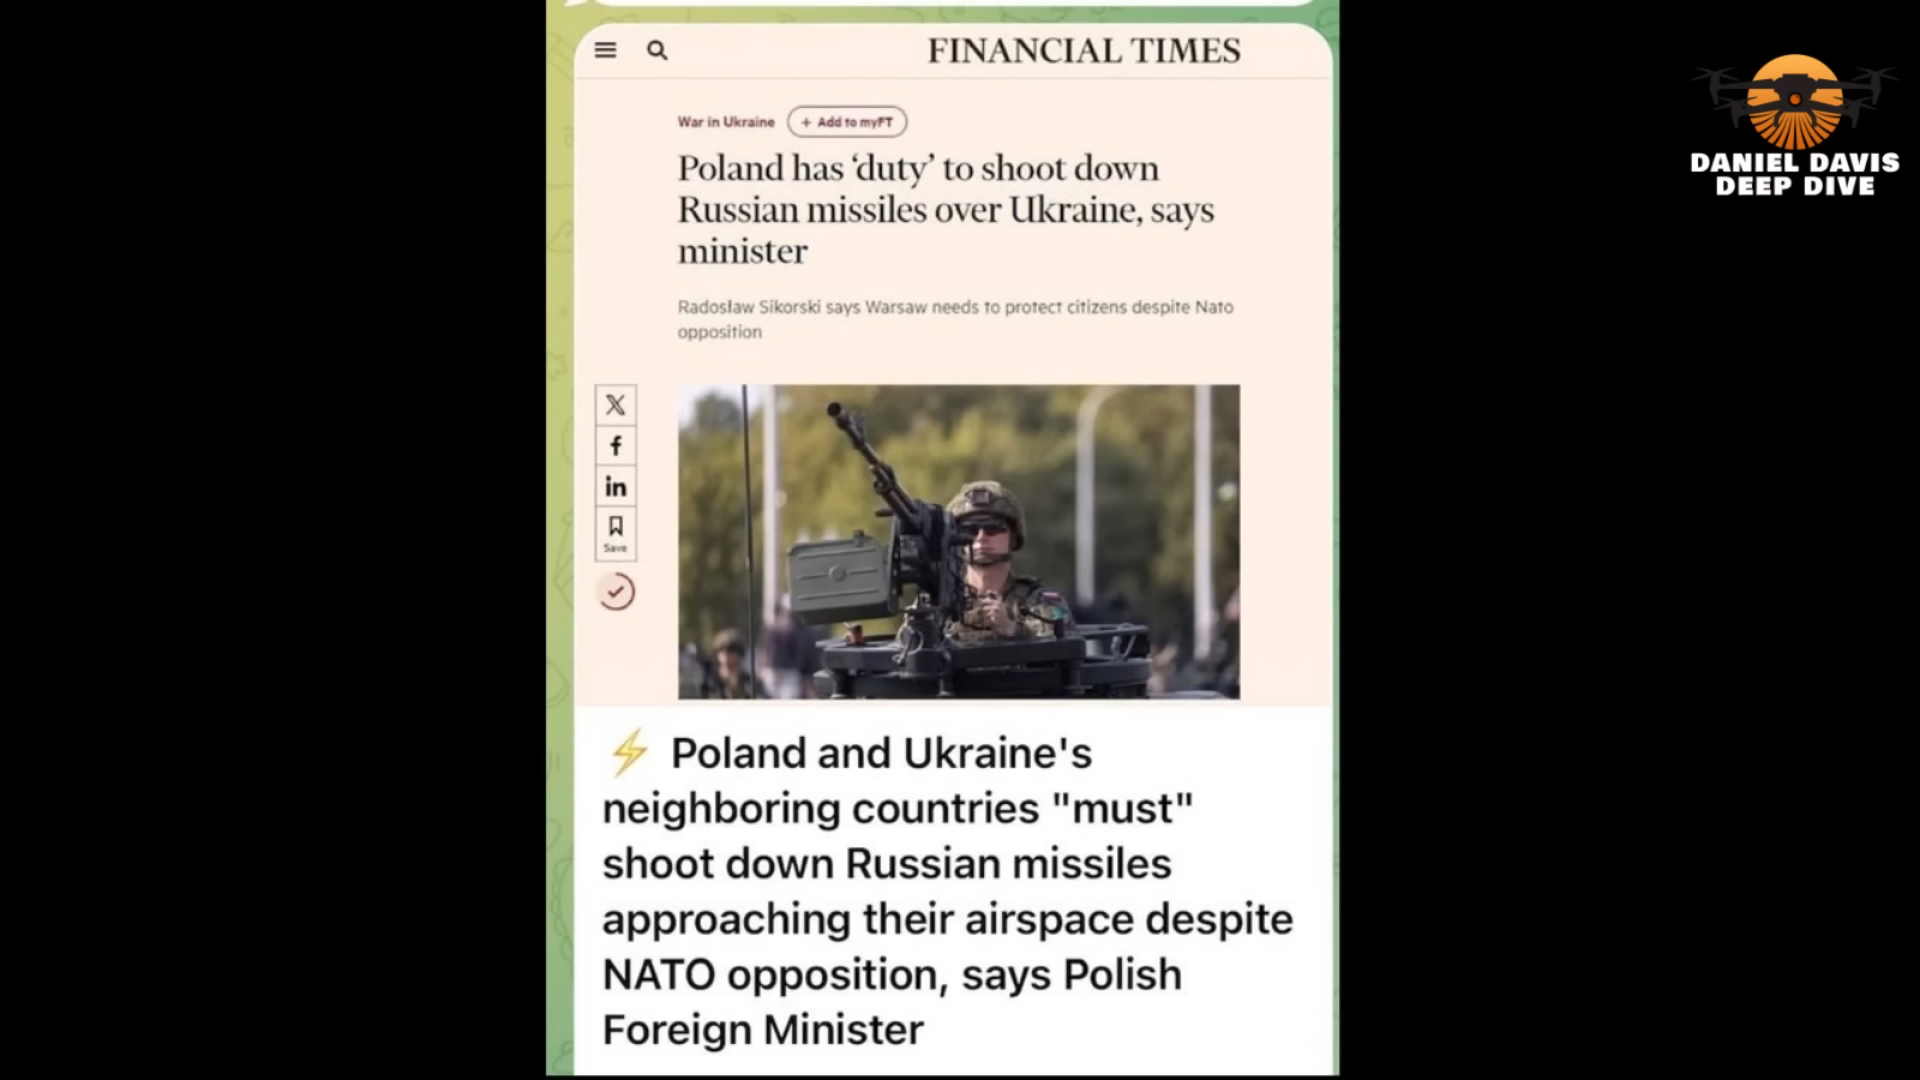 FINANCIAL TIMES
War in Ukraine
+ Add to myFT
Poland has ‘duty’ to shoot down
Russian missiles over Ukraine, says
minister
Radosław Sikorski says Warsaw needs to protect citizens despite Nato
opposition
X
f
in
Save
⚡ Poland and Ukraine's
neighboring countries "must"
shoot down Russian missiles
approaching their airspace despite
NATO opposition, says Polish
Foreign Minister
DANIEL DAVIS
DEEP DIVE